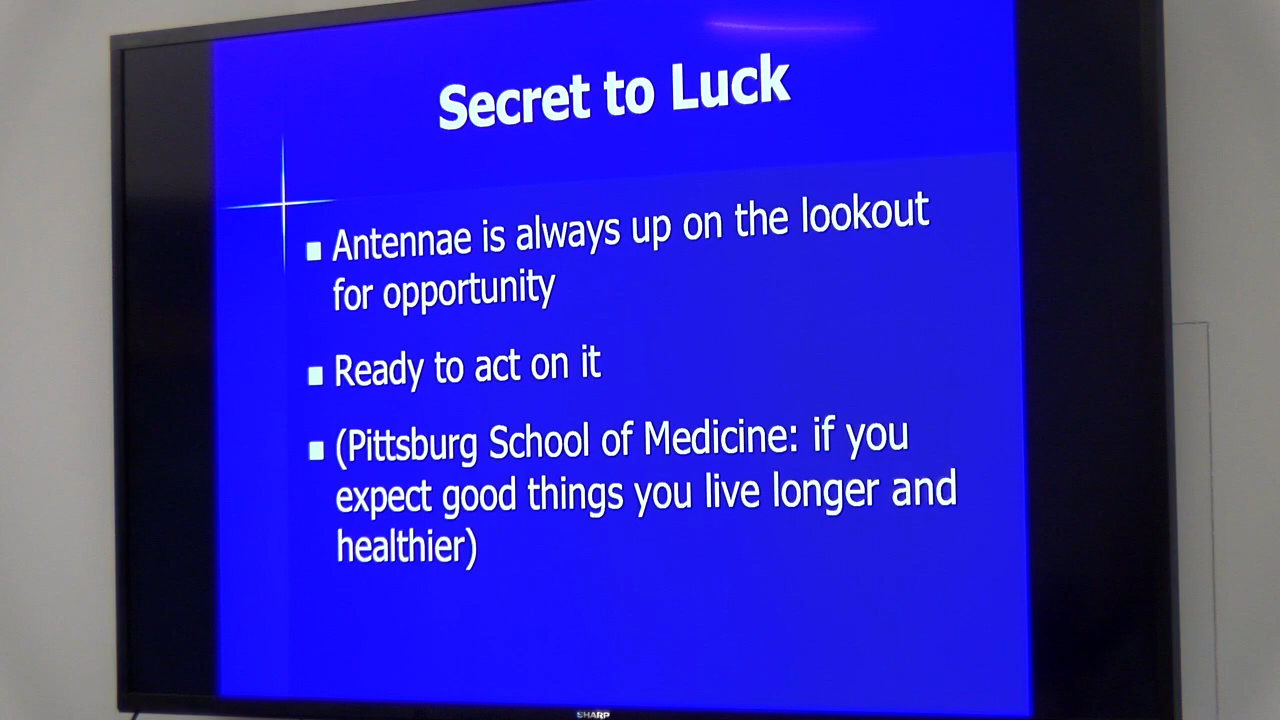 Secret to Luck
Antennae is always up on the lookout
for opportunity
Ready to act on it
(Pittsburg School of Medicine: if you
expect good things you live longer and
healthier)
SHARP